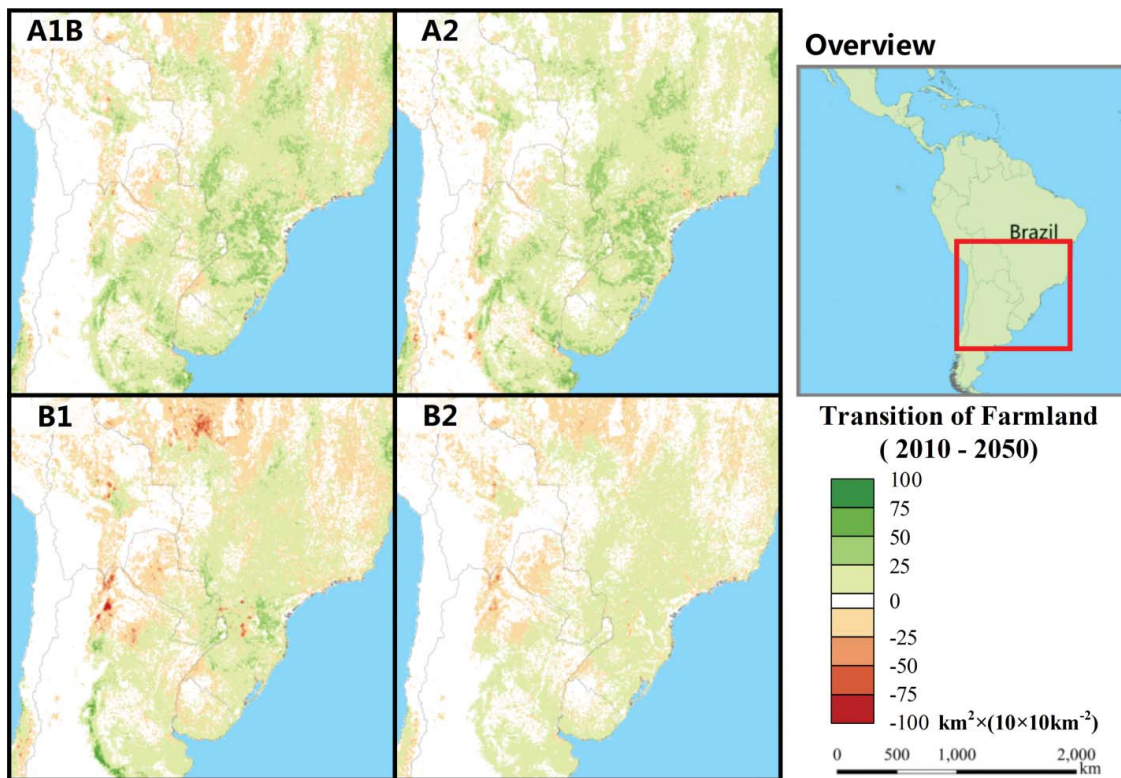 A1B
A2
Overview
Brazil
B1
B2
Transition of Farmland
( 2010 - 2050)
100
75
50
25
0
-25
-50
-75
-100 km²×(10×10km⁻²)
0 500 1,000 2,000
km